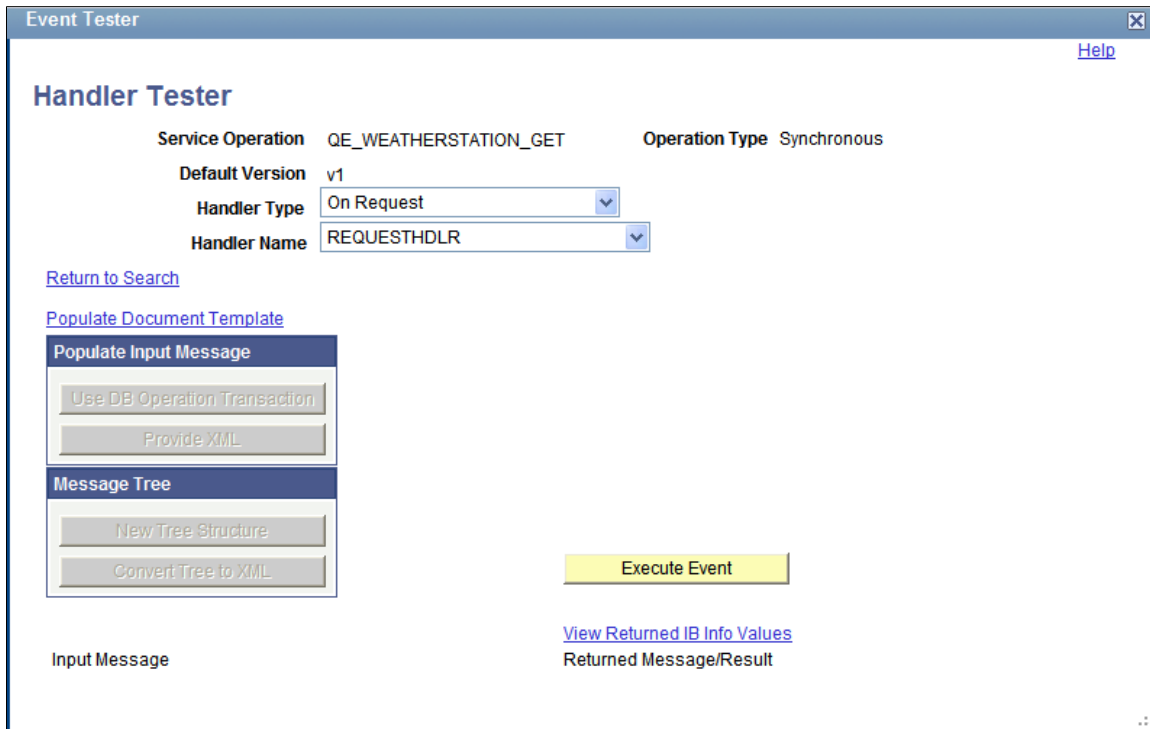 Event Tester
Help
Handler Tester
Service Operation QE_WEATHERSTATION_GET Operation Type Synchronous
Default Version v1
Handler Type On Request
Handler Name REQUESTHDLR
Return to Search
Populate Document Template
Populate Input Message
Use DB Operation Transaction
Provide XML
Message Tree
New Tree Structure
Convert Tree to XML
Execute Event
View Returned IB Info Values
Input Message Returned Message/Result